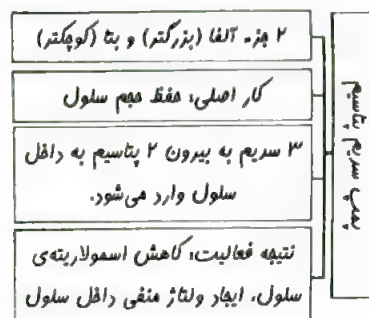 پمپ سدیم پتاسیم
۲ جزء آلفا (بزرگتر) و بتا (کوچکتر)
کار اصلی: حفظ حجم سلول
۳ سدیم به بیرون ۲ پتاسیم به داخل
سلول وارد می‌شود.
نتیجه فعالیت: کاهش اسمولاریته‌ی
سلول، ایجاد ولتاژ منفی داخل سلول